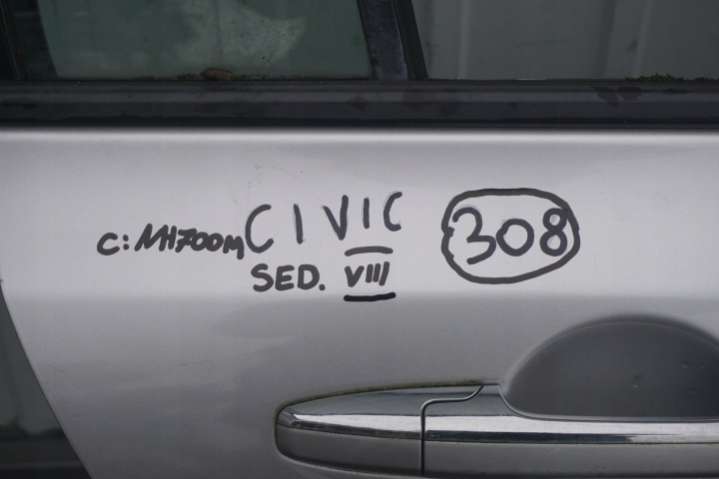 C:NH700M CIVIC 308
SED. VIII